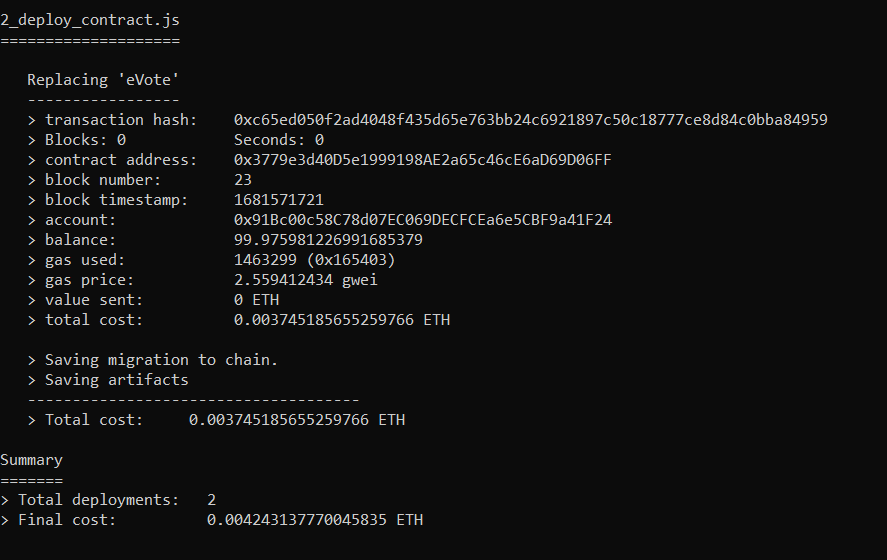 2_deploy_contract.js
====================
Replacing 'eVote'
-----------------
> transaction hash: 0xc65ed050f2ad4048f435d65e763bb24c6921897c50c18777ce8d84c0bba84959
> Blocks: 0 Seconds: 0
> contract address: 0x3779e3d40D5e1999198AE2a65c46cE6aD69D06FF
> block number: 23
> block timestamp: 1681571721
> account: 0x91Bc00c58C78d07EC069DECFCEa6e5CBF9a41F24
> balance: 99.975981226991685379
> gas used: 1463299 (0x165403)
> gas price: 2.559412434 gwei
> value sent: 0 ETH
> total cost: 0.003745185655259766 ETH
> Saving migration to chain.
> Saving artifacts
-------------------------------------
> Total cost: 0.003745185655259766 ETH
Summary
=======
> Total deployments: 2
> Final cost: 0.004243137770045835 ETH